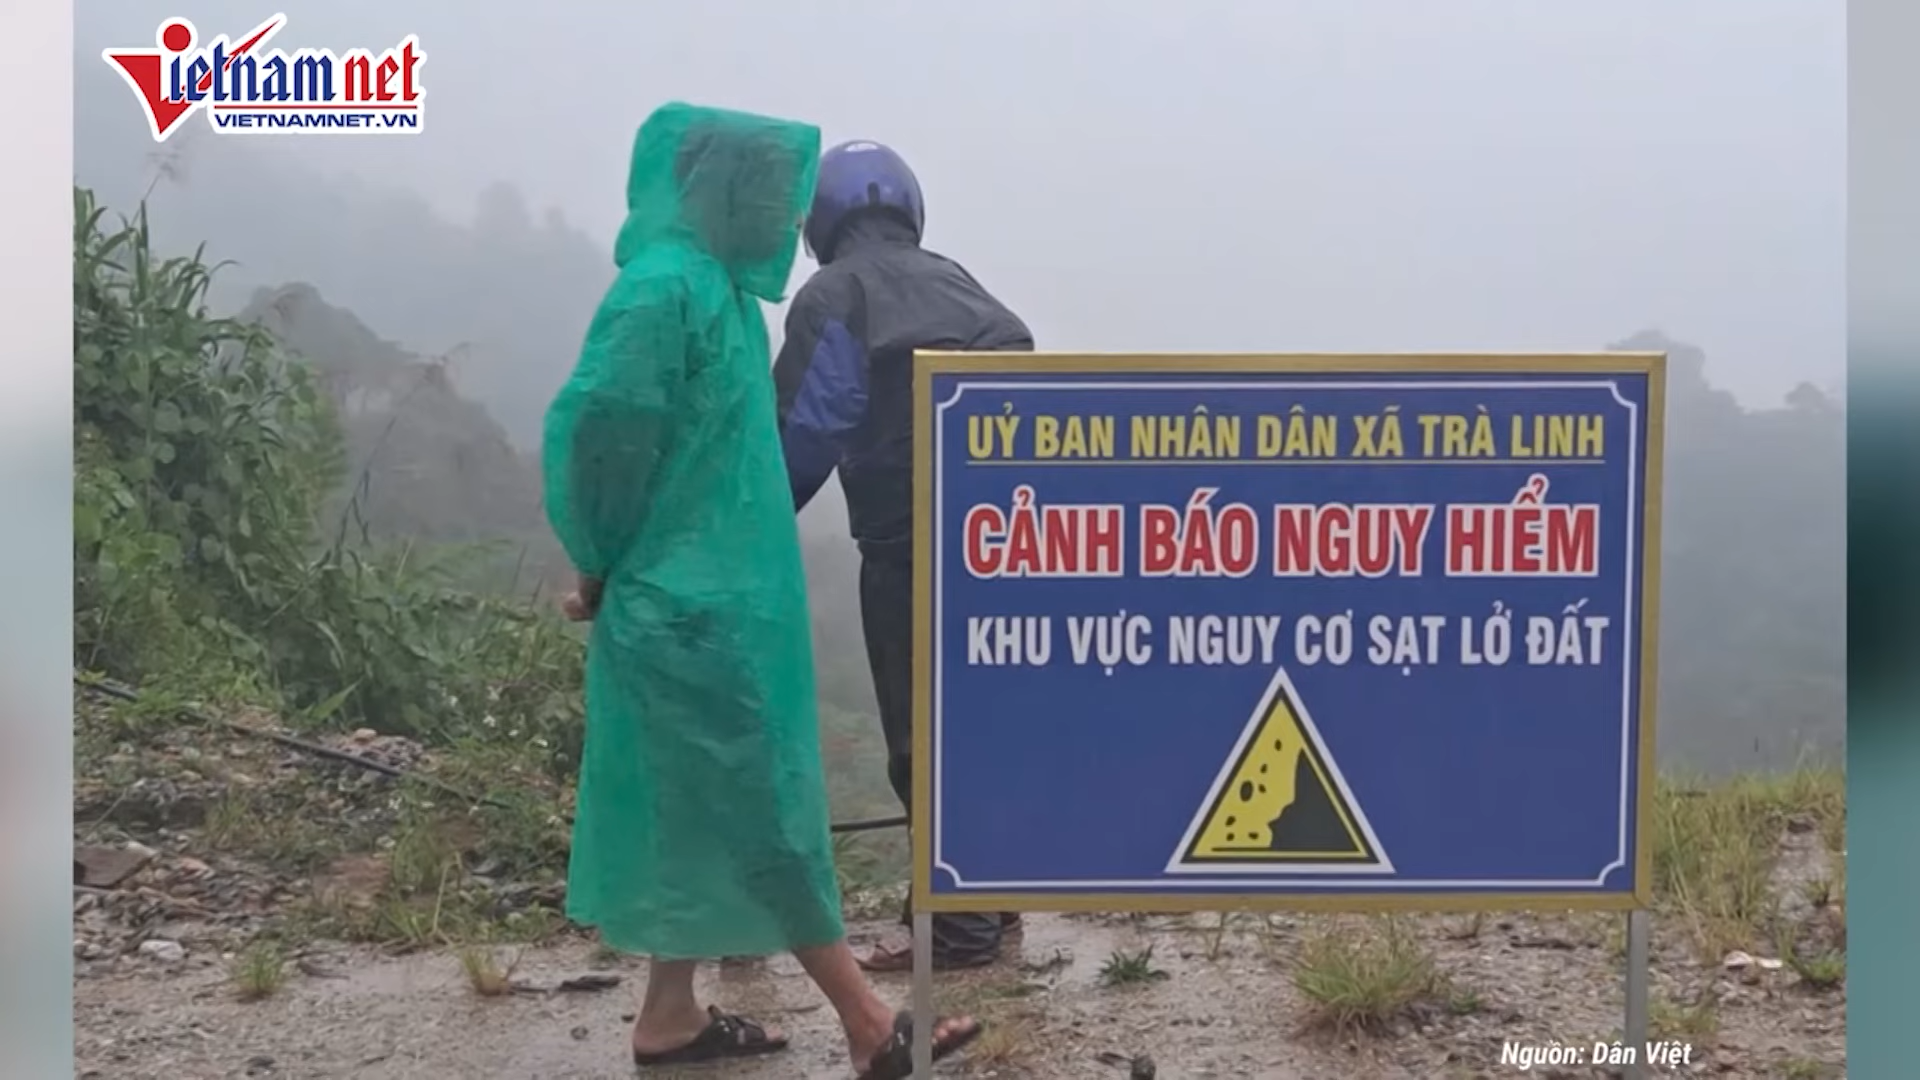 Vietnamnet
VIETNAMNET.VN
UỶ BAN NHÂN DÂN XÃ TRÀ LINH
CẢNH BÁO NGUY HIỂM
KHU VỰC NGUY CƠ SẠT LỞ ĐẤT
Nguồn: Dân Việt